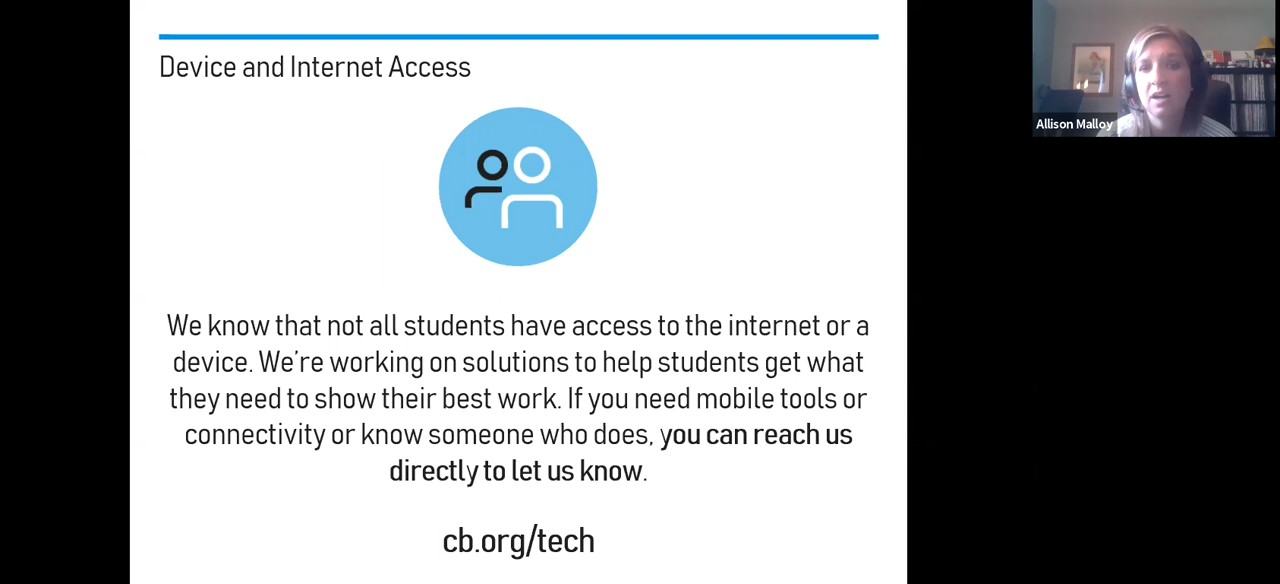 Device and Internet Access
We know that not all students have access to the internet or a
device. We're working on solutions to help students get what
they need to show their best work. If you need mobile tools or
connectivity or know someone who does, you can reach us
directly to let us know.
cb.org/tech
Allison Malloy